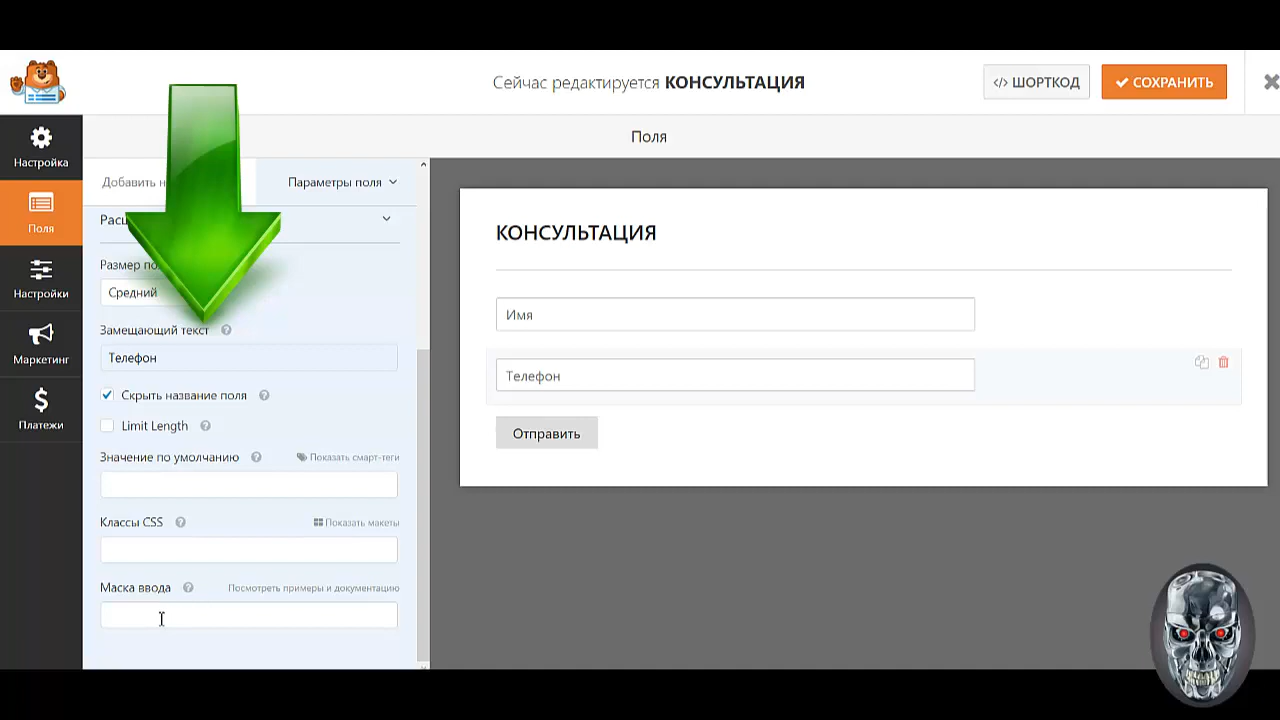 Сейчас редактируется КОНСУЛЬТАЦИЯ
</> ШОРТКОД
СОХРАНИТЬ
Настройка
Поля
Настройки
Маркетинг
Платежи
Поля
Добавить
Параметры поля
Размер
Средний
Замещающий текст
Телефон
Скрыть название поля
Limit Length
Значение по умолчанию
Показать смарт-теги
Классы CSS
Показать макеты
Маска ввода
Посмотреть примеры и документацию
КОНСУЛЬТАЦИЯ
Имя
Телефон
Отправить